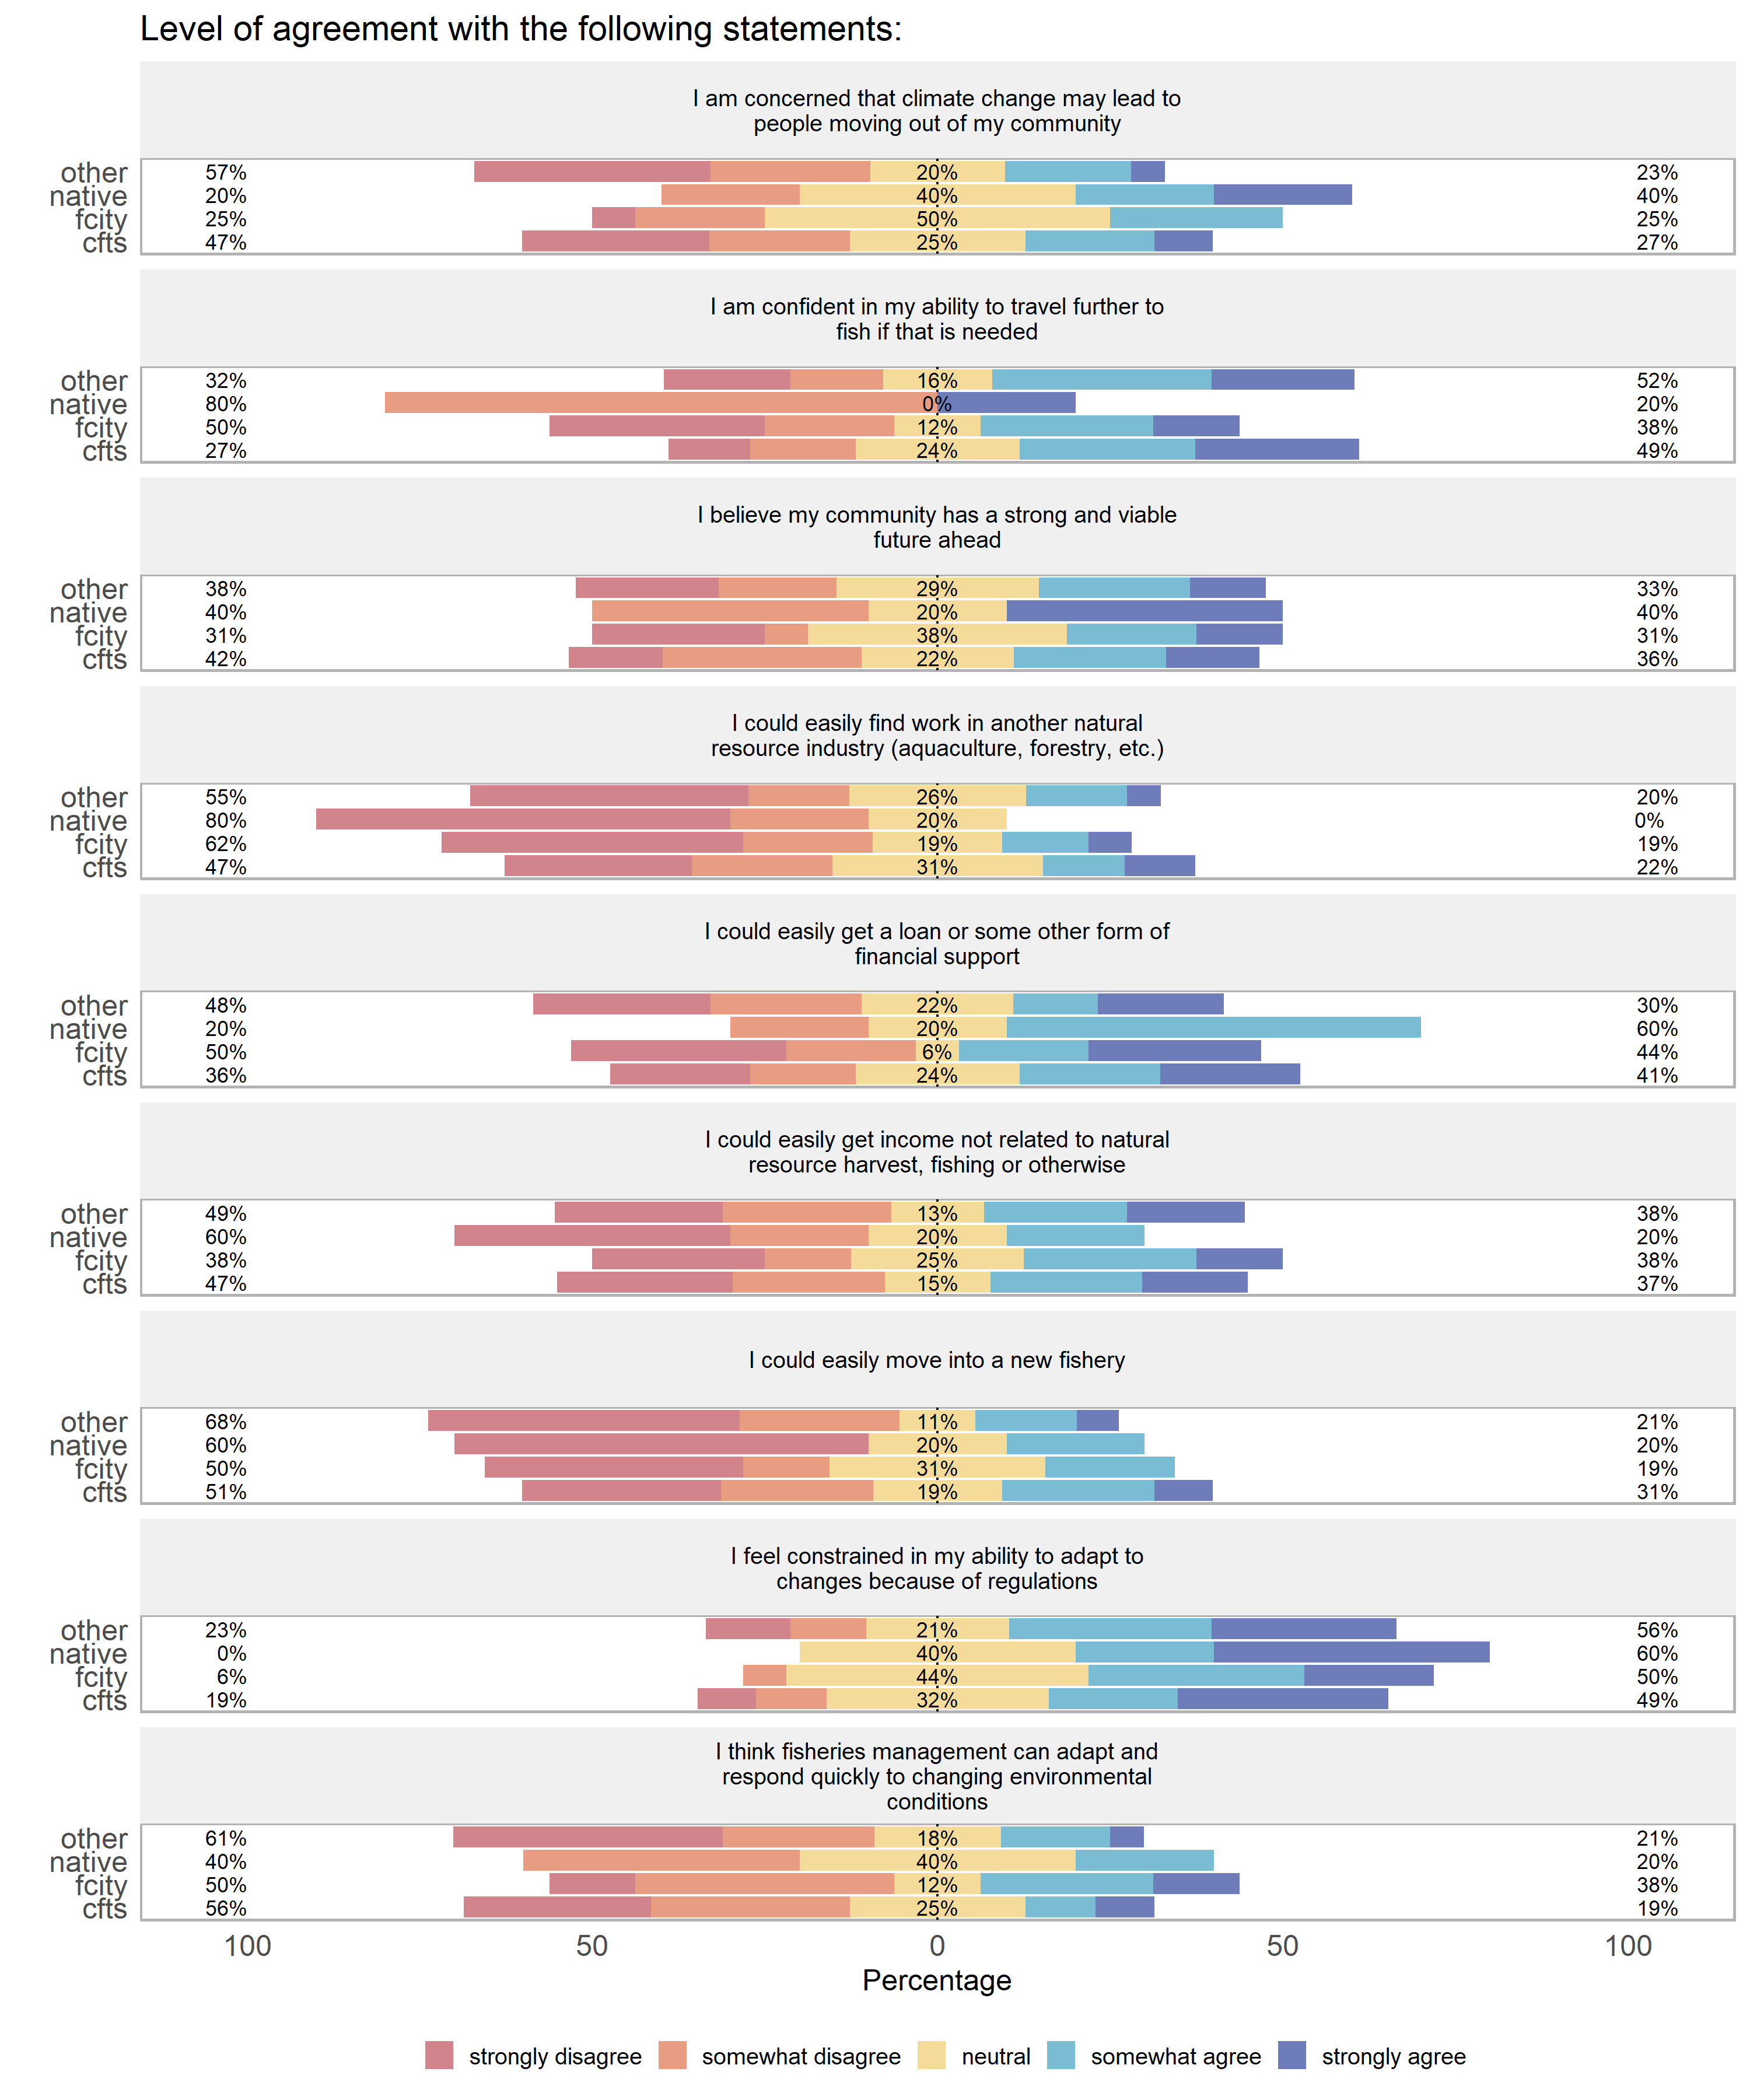 Level of agreement with the following statements:
I am concerned that climate change may lead to
people moving out of my community
other 57% 20% 23%
native 20% 40% 40%
fcity 25% 50% 25%
cfts 47% 25% 27%
I am confident in my ability to travel further to
fish if that is needed
other 32% 16% 52%
native 80% 0% 20%
fcity 50% 12% 38%
cfts 27% 24% 49%
I believe my community has a strong and viable
future ahead
other 38% 29% 33%
native 40% 20% 40%
fcity 31% 38% 31%
cfts 42% 22% 36%
I could easily find work in another natural
resource industry (aquaculture, forestry, etc.)
other 55% 26% 20%
native 80% 20% 0%
fcity 62% 19% 19%
cfts 47% 31% 22%
I could easily get a loan or some other form of
financial support
other 48% 22% 30%
native 20% 20% 60%
fcity 50% 6% 44%
cfts 36% 24% 41%
I could easily get income not related to natural
resource harvest, fishing or otherwise
other 49% 13% 38%
native 60% 20% 20%
fcity 38% 25% 38%
cfts 47% 15% 37%
I could easily move into a new fishery
other 68% 11% 21%
native 60% 20% 20%
fcity 50% 31% 19%
cfts 51% 19% 31%
I feel constrained in my ability to adapt to
changes because of regulations
other 23% 21% 56%
native 0% 40% 60%
fcity 6% 44% 50%
cfts 19% 32% 49%
I think fisheries management can adapt and
respond quickly to changing environmental
conditions
other 61% 18% 21%
native 40% 40% 20%
fcity 50% 12% 38%
cfts 56% 25% 19%
100 50 0 50 100
Percentage
strongly disagree somewhat disagree neutral somewhat agree strongly agree